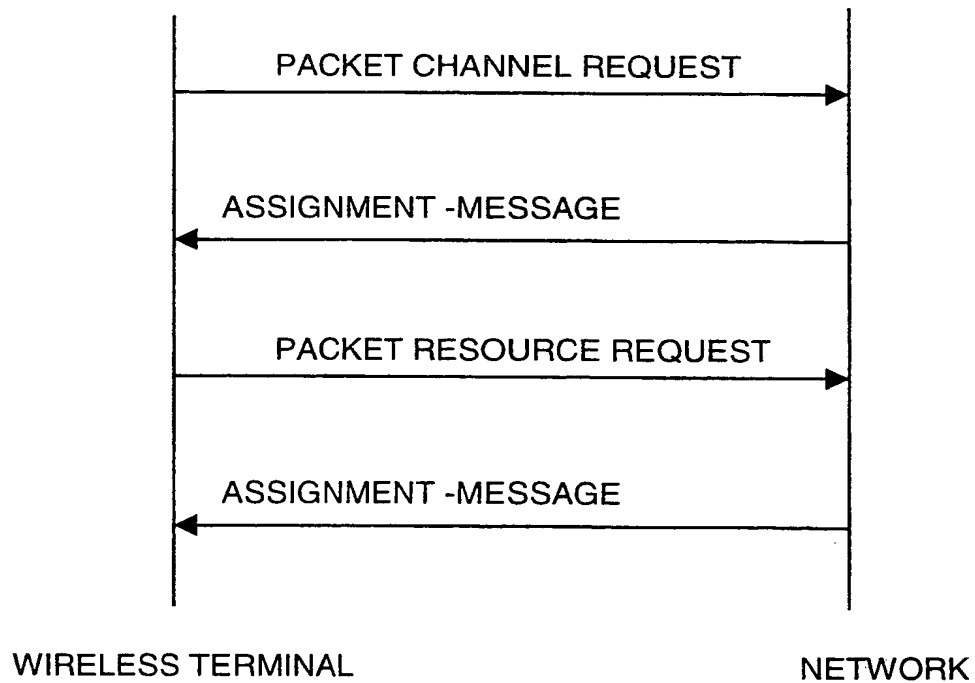 PACKET CHANNEL REQUEST
ASSIGNMENT -MESSAGE
PACKET RESOURCE REQUEST
ASSIGNMENT -MESSAGE
WIRELESS TERMINAL
NETWORK